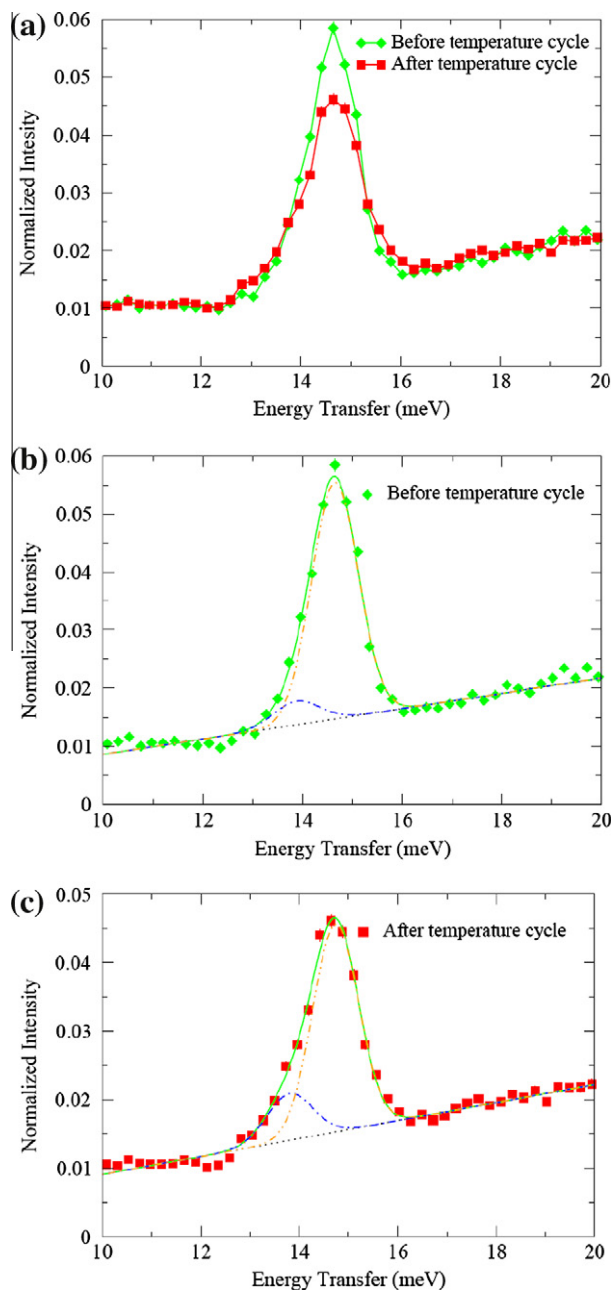 (a)
0.06
0.05
0.04
0.03
0.02
0.01
0
Normalized Intesity
Before temperature cycle
After temperature cycle
10 12 14 16 18 20
Energy Transfer (meV)
(b)
0.06
0.05
0.04
0.03
0.02
0.01
0
Normalized Intensity
Before temperature cycle
10 12 14 16 18 20
Energy Transfer (meV)
(c)
0.05
0.04
0.03
0.02
0.01
0
Normalized Intensity
After temperature cycle
10 12 14 16 18 20
Energy Transfer (meV)